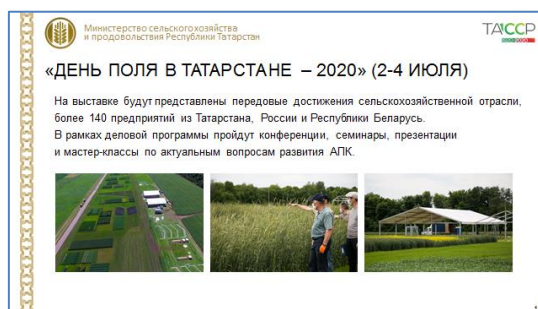 Министерство сельского хозяйства
и продовольствия Республики Татарстан
ТАССР
«ДЕНЬ ПОЛЯ В ТАТАРСТАНЕ – 2020» (2-4 ИЮЛЯ)
На выставке будут представлены передовые достижения сельскохозяйственной отрасли,
более 140 предприятий из Татарстана, России и Республики Беларусь.
В рамках деловой программы пройдут конференции, семинары, презентации
и мастер-классы по актуальным вопросам развития АПК.